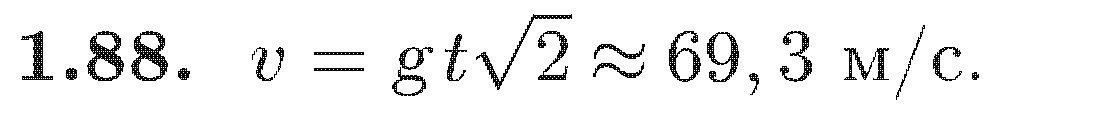 1.88. v = gt√2 ≈ 69,3 м/с.